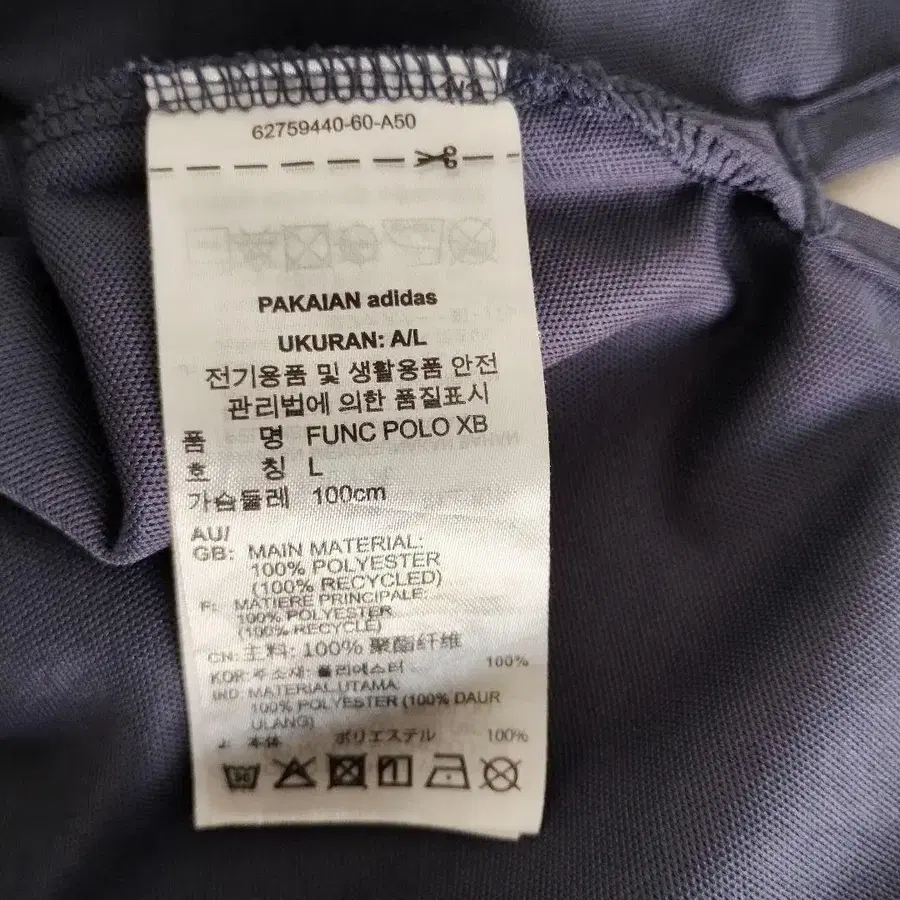 62759440-60-A50
PAKAIAN adidas
UKURAN: A/L
전기용품 및 생활용품 안전
관리법에 의한 품질표시
품 명 FUNC POLO XB
호 칭 L
가슴둘레 100cm
AU/
GB: MAIN MATERIAL:
100% POLYESTER
(100% RECYCLED)
F: MATIERE PRINCIPALE:
100% POLYESTER
(100% RECYCLE)
CN: 主料: 100% 聚酯纤维
KOR: 주소재: 폴리에스터 100%
IND: MATERIAL UTAMA:
100% POLYESTER (100% DAUR
ULANG)
J: 本体 ポリエステル 100%